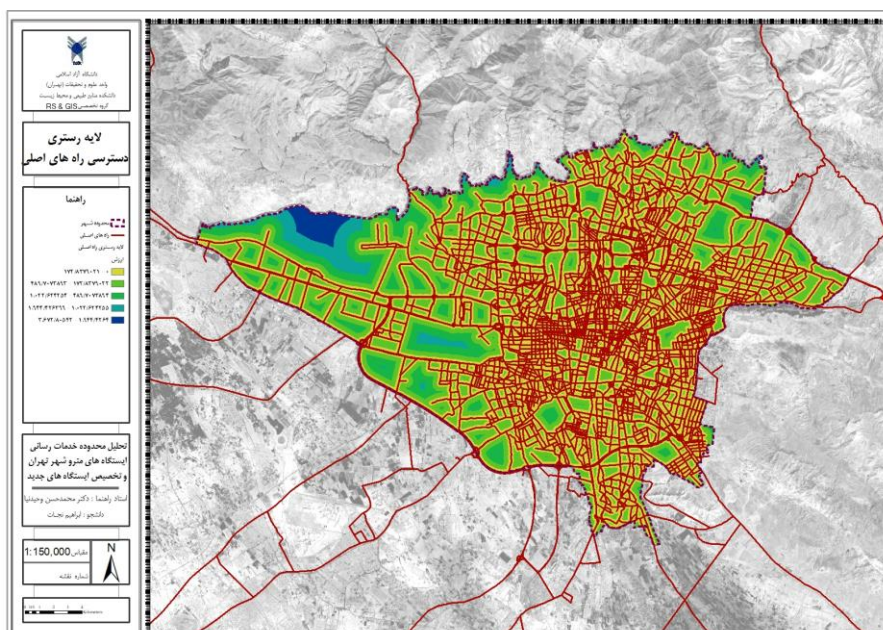 دانشگاه آزاد اسلامی
واحد علوم و تحقیقات (تهران)
دانشکده منابع طبیعی و محیط زیست
گروه تخصصی RS & GIS
لایه رستری
دسترسی راه های اصلی
راهنما
محدوده شهر
راه های اصلی
لایه رستری راه اصلی
ارزش
تحلیل محدوده خدمات رسانی
ایستگاه های مترو شهر تهران
و تخصیص ایستگاه های جدید
استاد راهنما : دکتر محمدحسن وحیدنیا
دانشجو : ابراهیم نجات
مقیاس 1:150,000
N
شماره نقشه